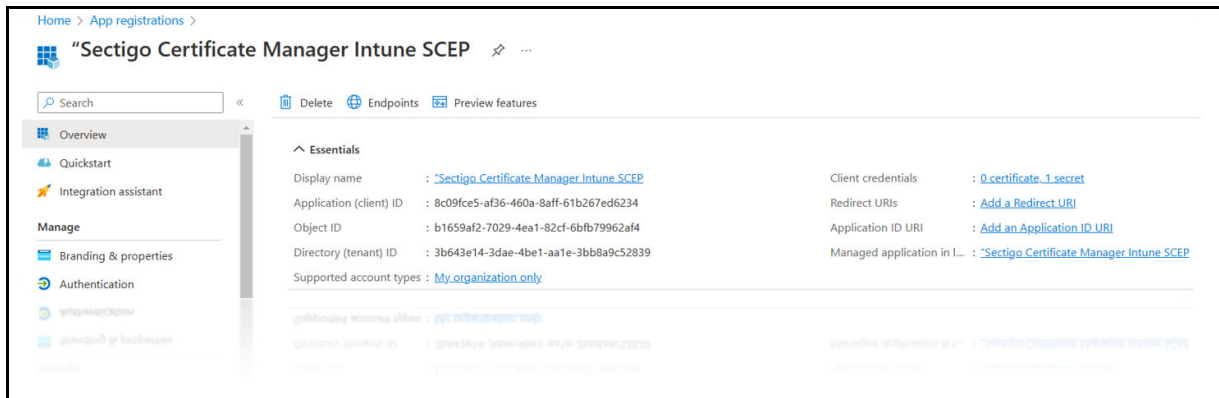 Home > App registrations >
“Sectigo Certificate Manager Intune SCEP ...
Search «
Delete Endpoints Preview features
Overview
Quickstart
Integration assistant
Manage
Branding & properties
Authentication
Essentials
Display name : “Sectigo Certificate Manager Intune SCEP
Application (client) ID : 8c09fce5-af36-460a-8aff-61b267ed6234
Object ID : b1659af2-7029-4ea1-82cf-6bfb79962af4
Directory (tenant) ID : 3b643e14-3dae-4be1-aa1e-3bb8a9c52839
Supported account types : My organization only
Client credentials : 0 certificate, 1 secret
Redirect URIs : Add a Redirect URI
Application ID URI : Add an Application ID URI
Managed application in l... : “Sectigo Certificate Manager Intune SCEP